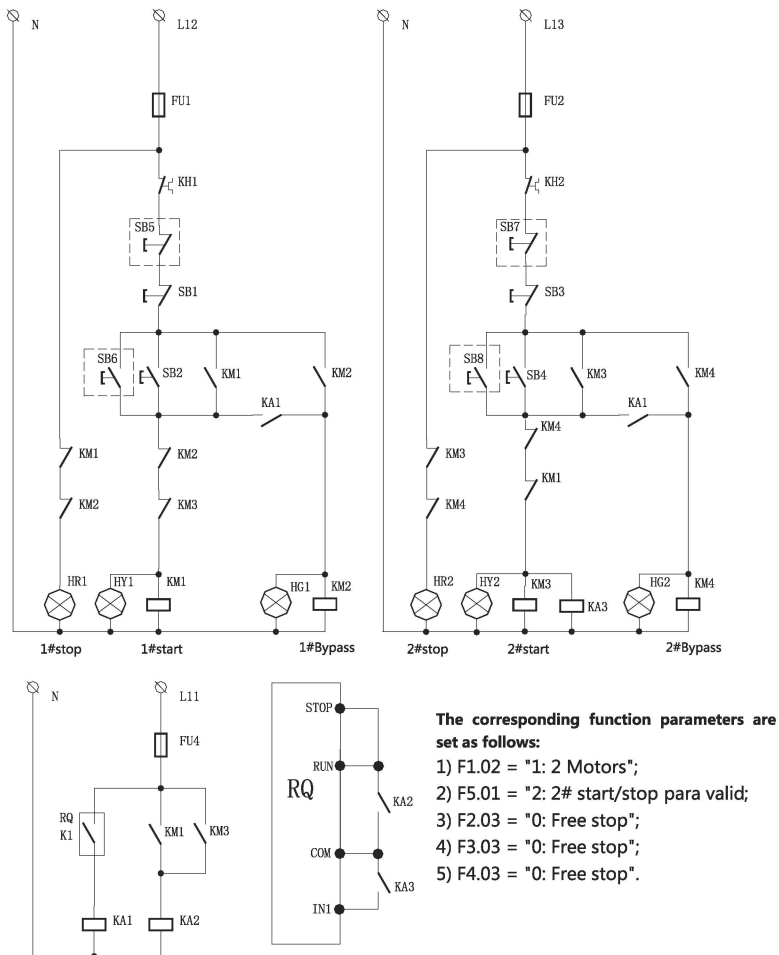 N
L12
N
L13
FU1
FU2
KH1
KH2
SB5
SB7
SB1
SB3
SB6
SB2
KM1
KM2
SB8
SB4
KM3
KM4
KA1
KA1
KM1
KM2
KM3
KM4
KM2
KM3
KM4
KM1
HR1
HY1
KM1
HG1
KM2
HR2
HY2
KM3
KA3
HG2
KM4
1#stop
1#start
1#Bypass
2#stop
2#start
2#Bypass
N
L11
FU4
RQ
K1
KM1
KM3
KA1
KA2
STOP
RUN
RQ
KA2
COM
KA3
IN1
The corresponding function parameters are
set as follows:
1) F1.02 = "1: 2 Motors";
2) F5.01 = "2: 2# start/stop para valid;
3) F2.03 = "0: Free stop";
4) F3.03 = "0: Free stop";
5) F4.03 = "0: Free stop".